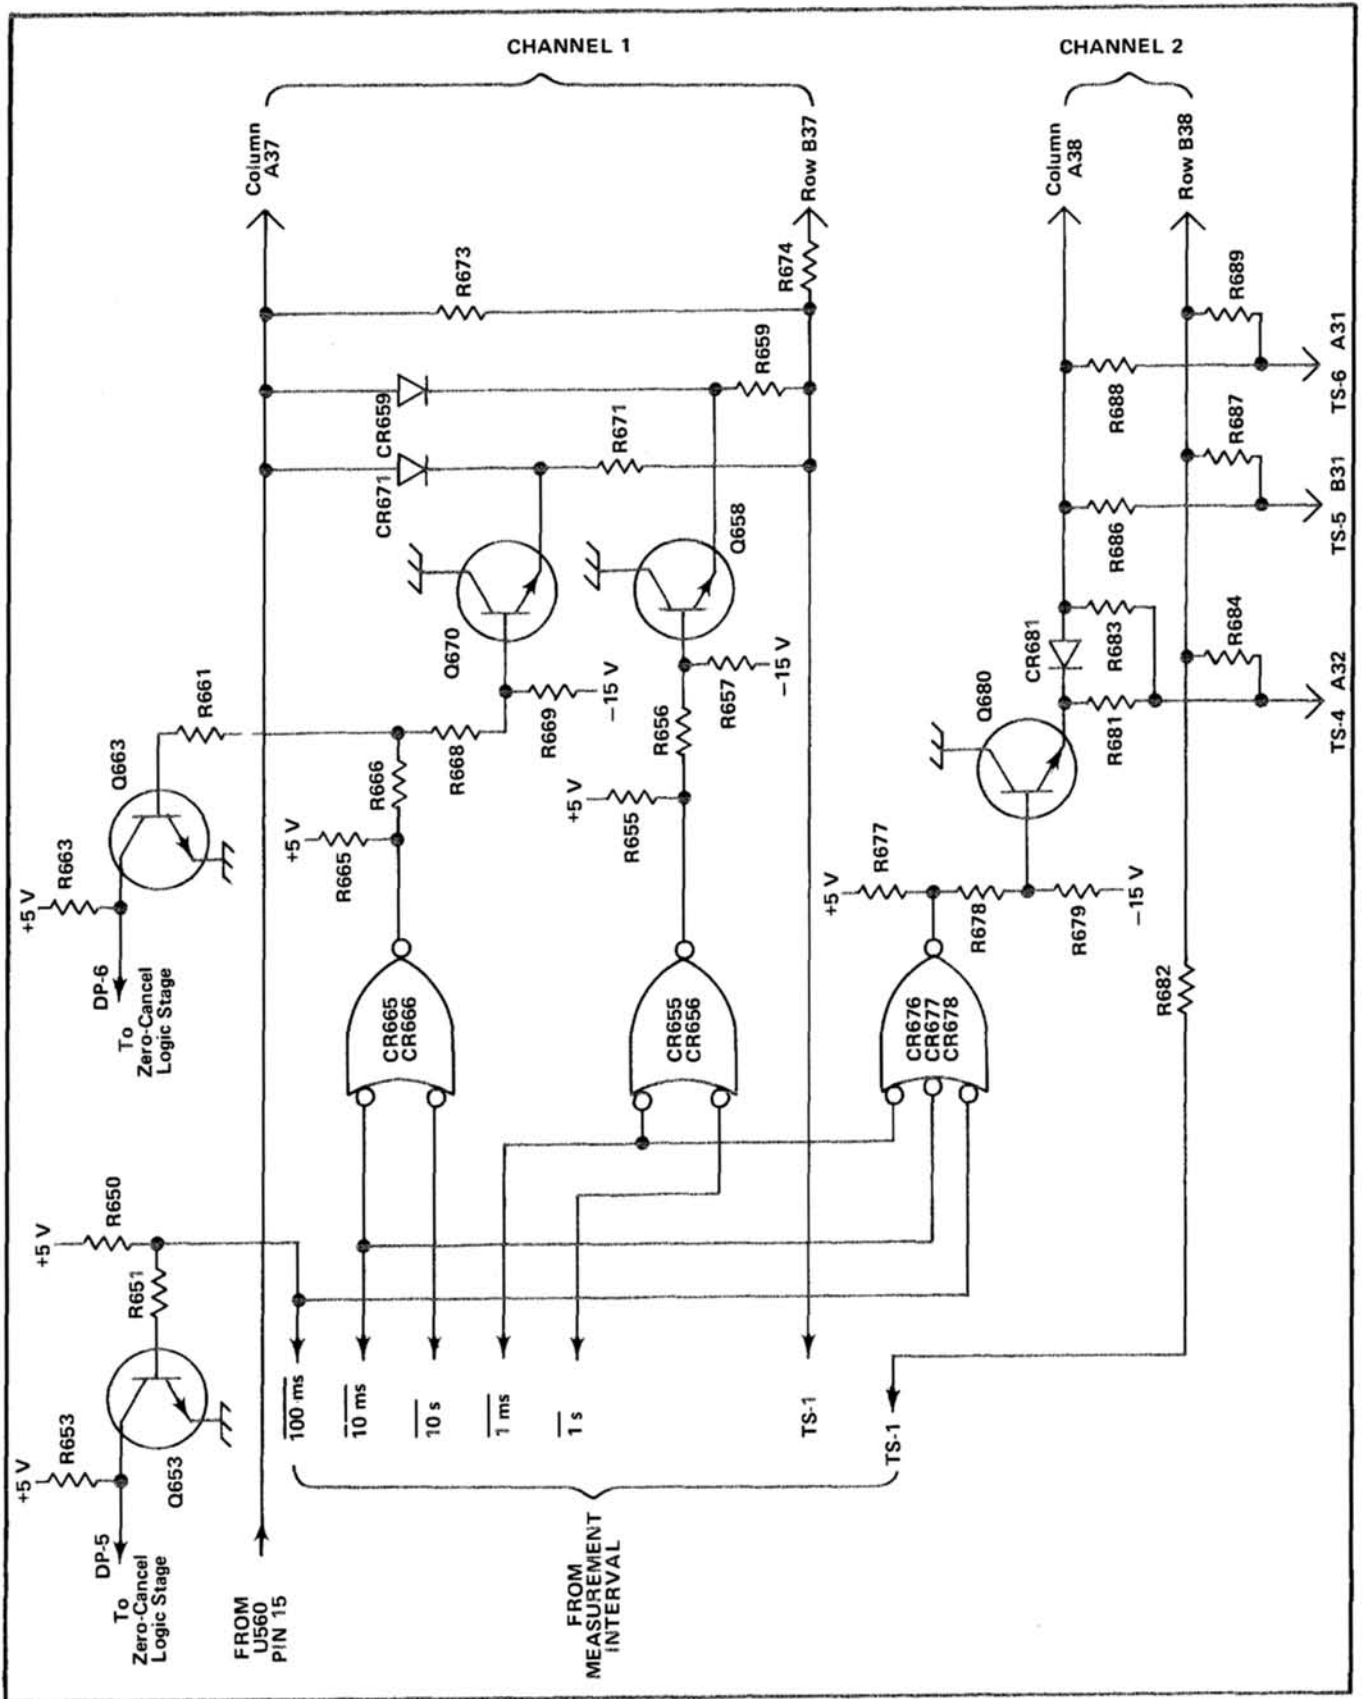 CHANNEL 1
CHANNEL 2
Column
A37
Row B37
Column
A38
Row B38
R673
R674
R659
CR659
CR671
R671
Q658
Q670
R661
Q663
R663
+5 V
DP-6
To
Zero-Cancel
Logic Stage
R666
R668
R669
−15 V
R656
R657
−15 V
+5 V
R665
+5 V
R655
CR665
CR666
CR655
CR656
CR676
CR677
CR678
+5 V
R677
R678
R679
−15 V
Q680
CR681
R681
R683
R684
R686
R687
R688
R689
TS-4 A32
TS-5 B31
TS-6 A31
R682
+5 V
R650
R651
+5 V
R653
Q653
DP-5
To
Zero-Cancel
Logic Stage
FROM
U560
PIN 15
100 ms
10 ms
10 s
1 ms
1 s
TS-1
TS-1
FROM
MEASUREMENT
INTERVAL